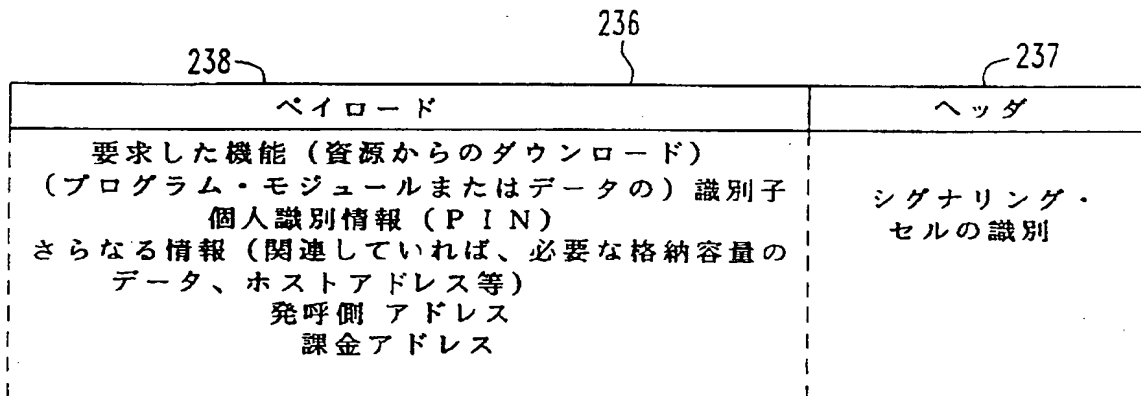 236
238
237
ペイロード
ヘッダ
要求した機能（資源からのダウンロード）
（プログラム・モジュールまたはデータの）識別子
個人識別情報（ＰＩＮ）
さらなる情報（関連していれば、必要な格納容量の
データ、ホストアドレス等）
発呼側 アドレス
課金アドレス
シグナリング・
セルの識別